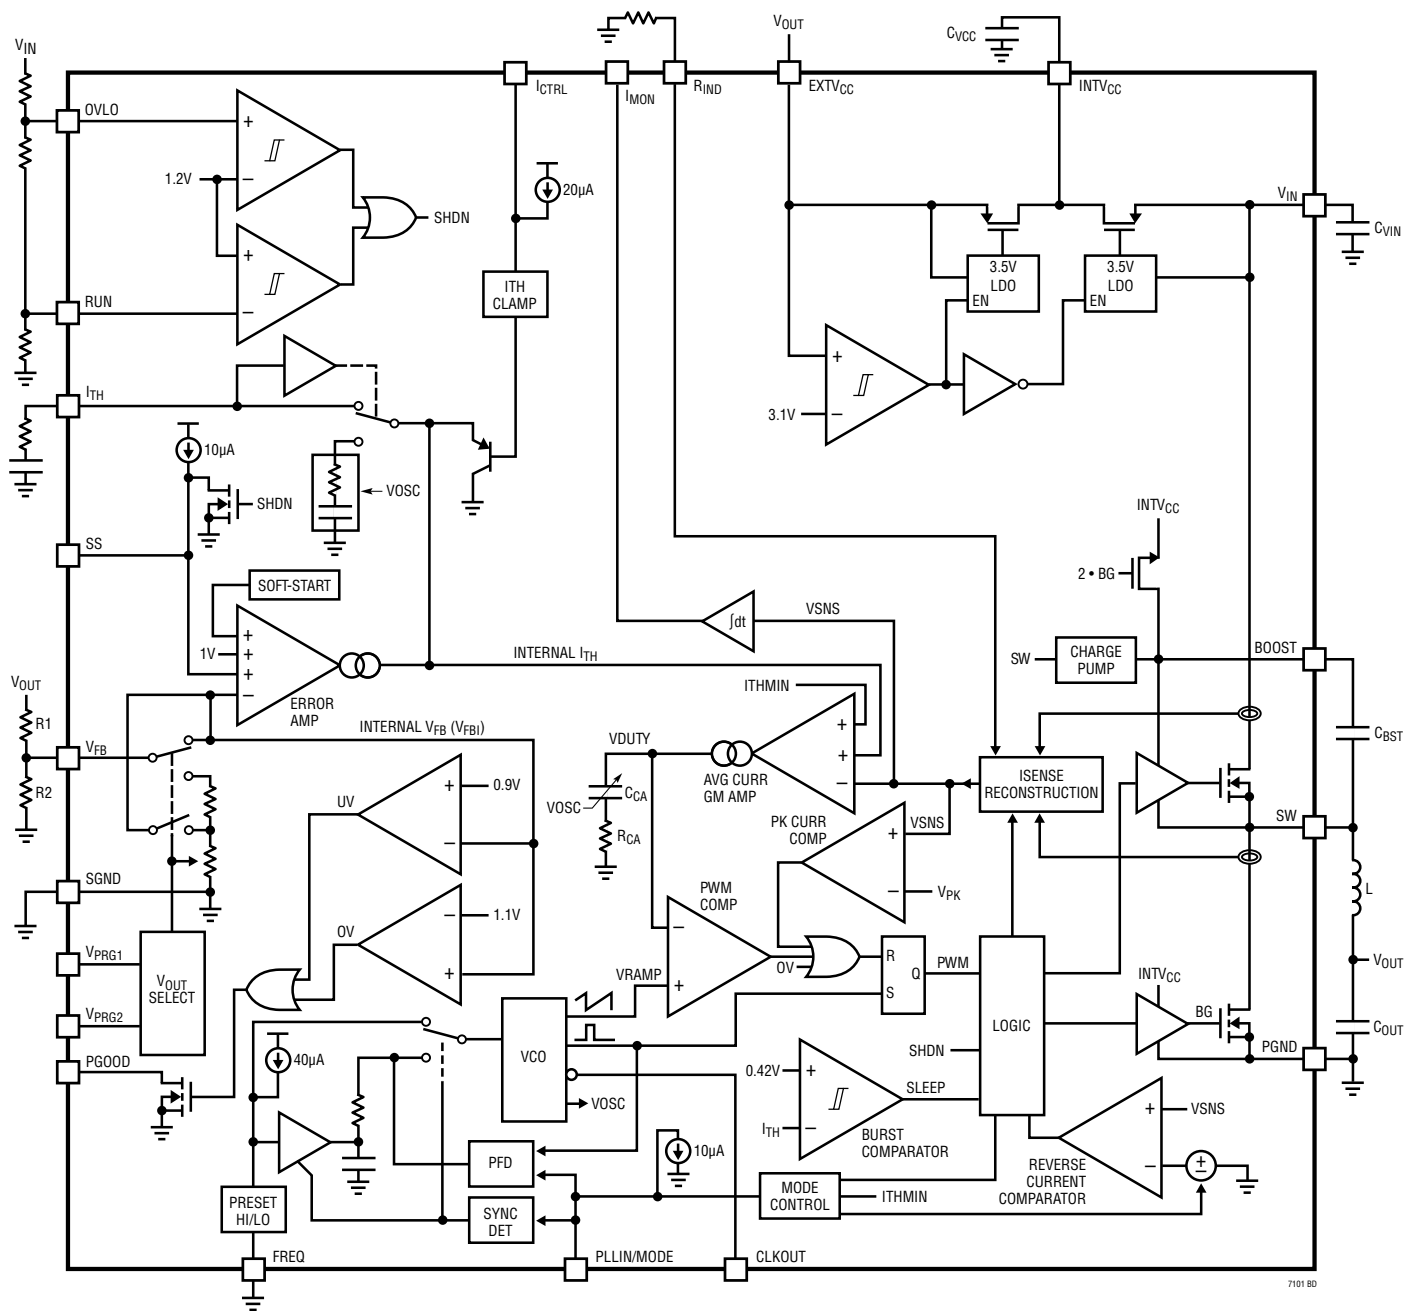 VOUT
CVCC
VIN
ICTRL
IMON
RIND
EXTVCC
INTVCC
OVLO
+
1.2V
–
SHDN
20µA
VIN
CVIN
3.5V
LDO
EN
3.5V
LDO
EN
+
RUN
–
ITH
CLAMP
+
3.1V
–
ITH
10µA
SHDN
VOSC
INTVCC
2 • BG
SS
SOFT-START
VSNS
∫dt
+
1V
+
+
–
ERROR
AMP
INTERNAL ITH
SW
CHARGE
PUMP
BOOST
ITHMIN
VOUT
R1
VFB
R2
INTERNAL VFB (VFBI)
VDUTY
+
+
–
AVG CURR
GM AMP
CBST
ISENSE
RECONSTRUCTION
+
0.9V
UV
–
VOSC
CCA
RCA
PK CURR
COMP
+
VSNS
–
VPK
SW
SGND
L
PWM
COMP
–
1.1V
OV
+
–
+
OV
VRAMP
R
Q
S
PWM
VPRG1
VPRG2
VOUT
SELECT
VOUT
INTVCC
BG
COUT
LOGIC
PGND
PGOOD
40µA
VCO
VOSC
SHDN
0.42V
+
SLEEP
ITH
–
BURST
COMPARATOR
+
VSNS
–
+
–
REVERSE
CURRENT
COMPARATOR
PFD
10µA
PRESET
HI/LO
SYNC
DET
MODE
CONTROL
ITHMIN
FREQ
PLLIN/MODE
CLKOUT
7101 BD